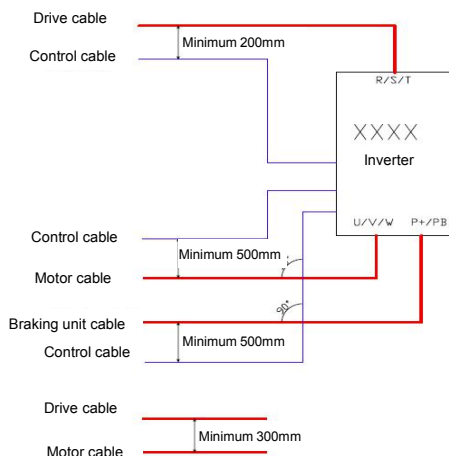 Drive cable
Minimum 200mm
Control cable
R/S/T
XXXX
Inverter
U/V/W P+/PB
Control cable
Minimum 500mm
Motor cable
Braking unit cable
90°
Minimum 500mm
Control cable
Drive cable
Minimum 300mm
Motor cable